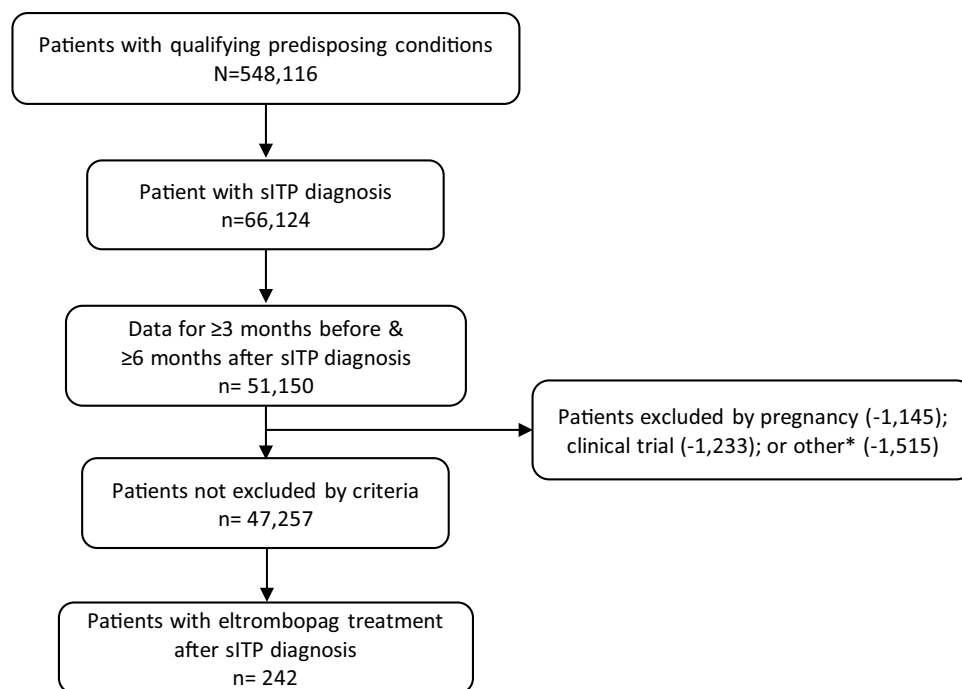 Patients with qualifying predisposing conditions
N=548,116
Patient with sITP diagnosis
n=66,124
Data for ≥3 months before &
≥6 months after sITP diagnosis
n= 51,150
Patients excluded by pregnancy (-1,145);
clinical trial (-1,233); or other* (-1,515)
Patients not excluded by criteria
n= 47,257
Patients with eltrombopag treatment
after sITP diagnosis
n= 242